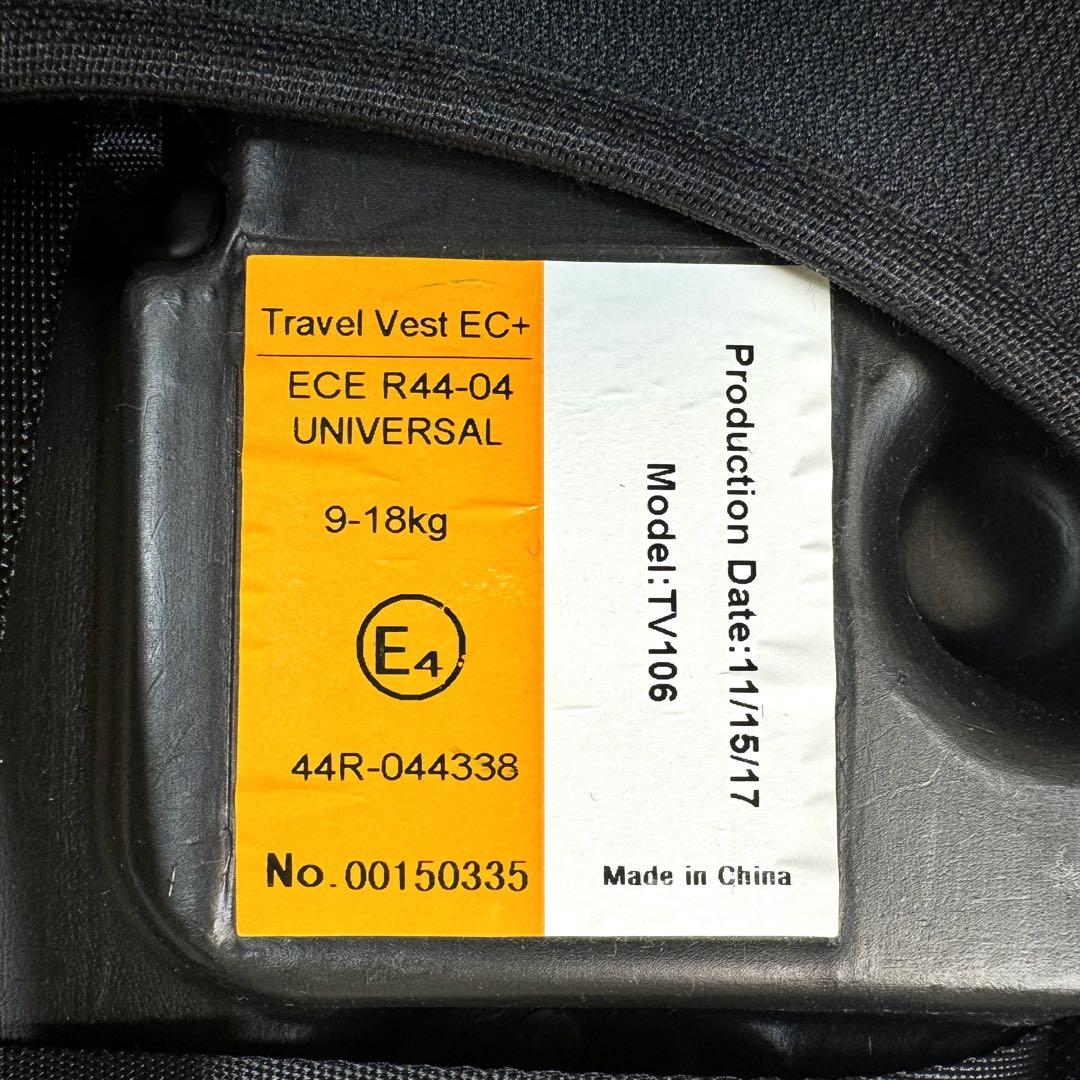 Travel Vest EC+
ECE R44-04
UNIVERSAL
9-18kg
E4
44R-044338
No.00150335
Production Date:11/15/17
Model:TV106
Made in China